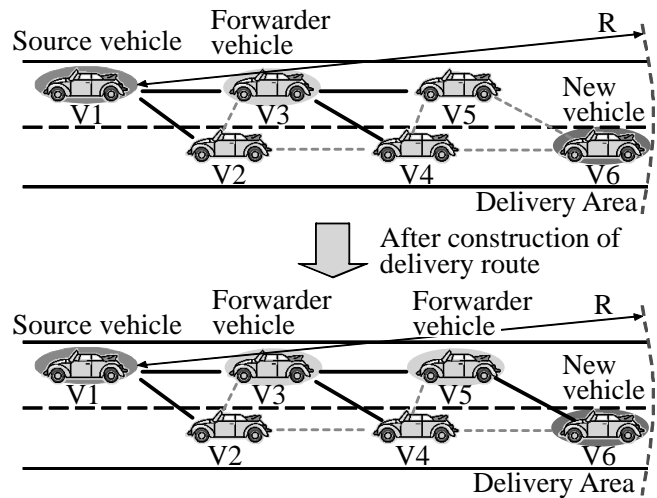 Forwarder
vehicle
Source vehicle
R
New
vehicle
V1
V3
V5
V2
V4
V6
Delivery Area
After construction of
delivery route
Forwarder
vehicle
Forwarder
vehicle
Source vehicle
R
New
vehicle
V1
V3
V5
V2
V4
V6
Delivery Area